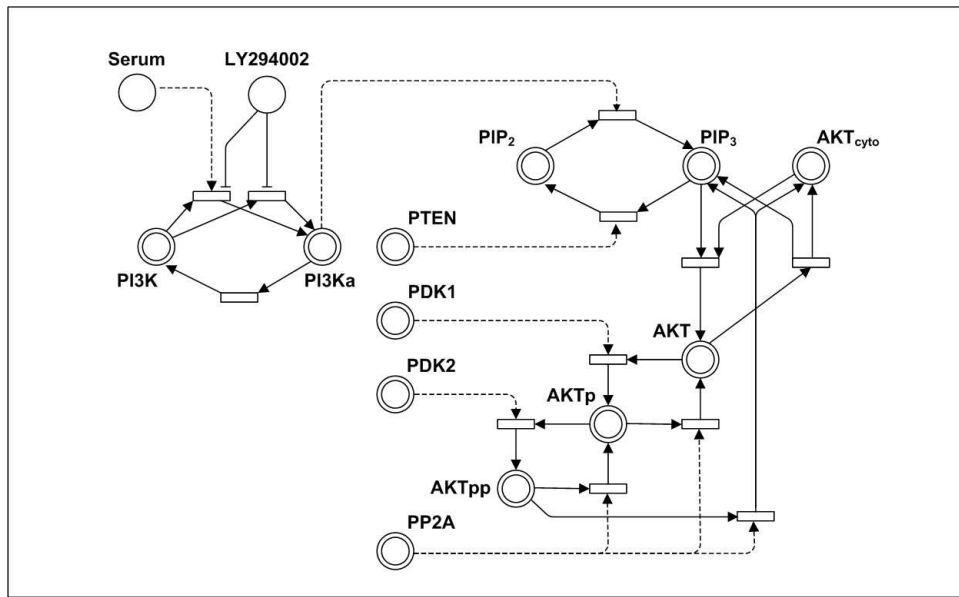 Serum
LY294002
PIP₂
PIP₃
AKTcyto
PTEN
PI3K
PI3Ka
PDK1
AKT
PDK2
AKTp
AKTpp
PP2A